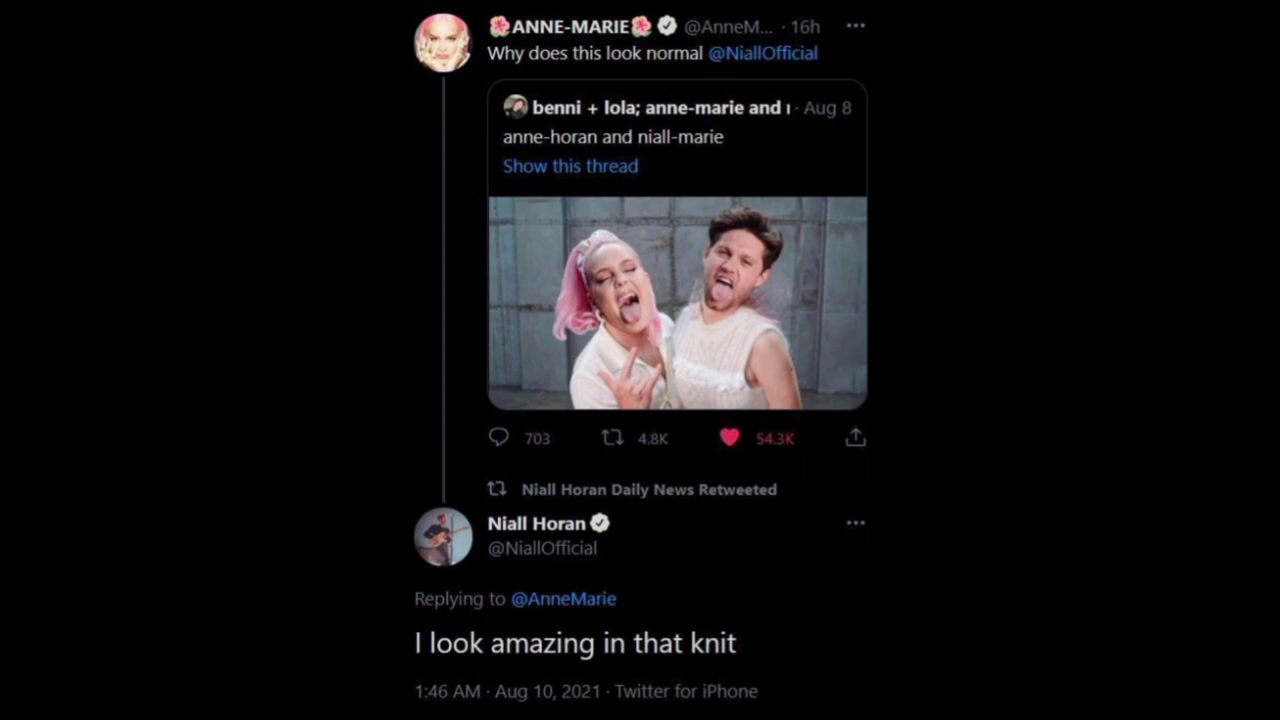 🌺ANNE-MARIE🌺 @AnneM... · 16h
Why does this look normal @NiallOfficial
benni + lola; anne-marie and · Aug 8
anne-horan and niall-marie
Show this thread
703 4.8K 54.3K
Niall Horan Daily News Retweeted
Niall Horan
@NiallOfficial
Replying to @AnneMarie
I look amazing in that knit
1:46 AM · Aug 10, 2021 · Twitter for iPhone